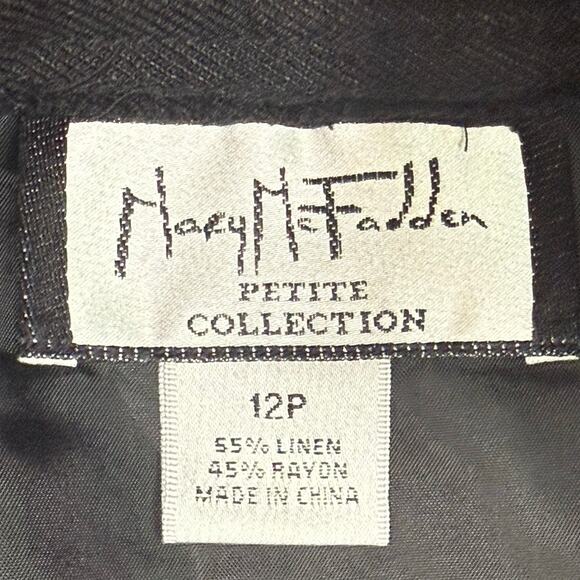 Mary McFadden
PETITE
COLLECTION
12P
55% LINEN
45% RAYON
MADE IN CHINA